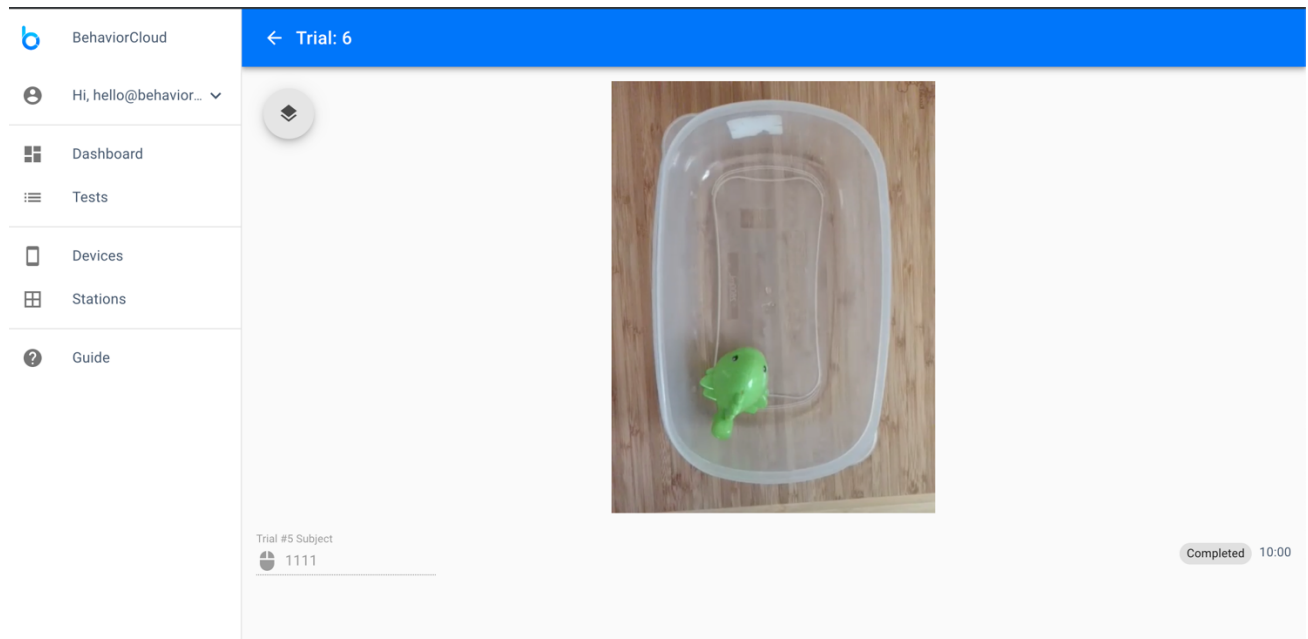 BehaviorCloud
Hi, hello@behavior...
Dashboard
Tests
Devices
Stations
Guide
Trial: 6
Trial #5 Subject
1111
Completed 10:00